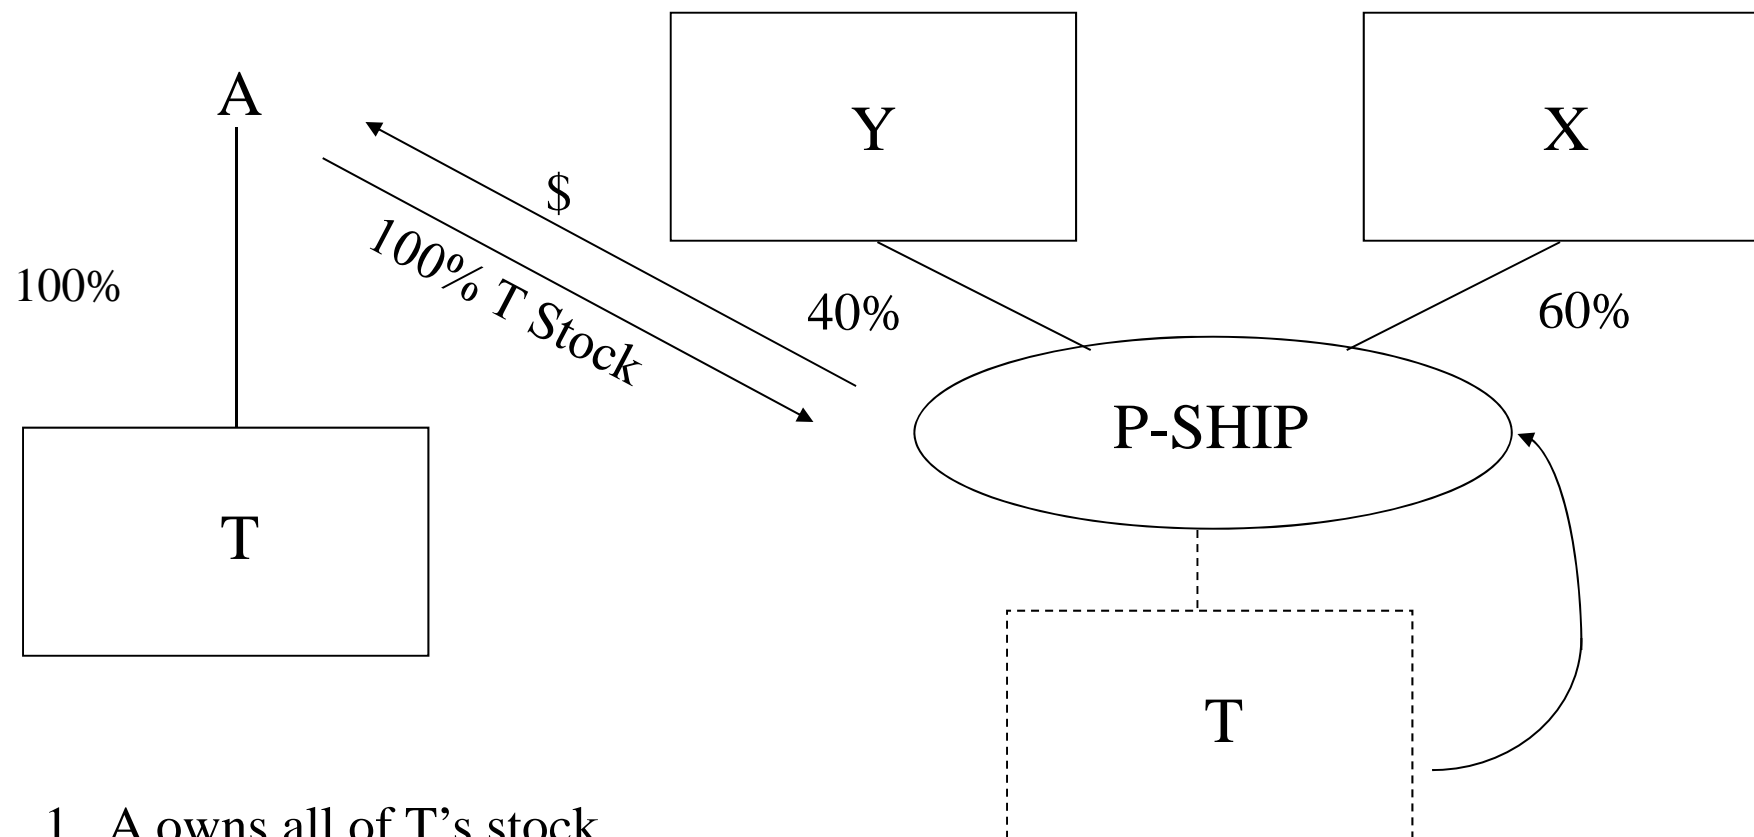 A
Y
X
$
100% T Stock
100%
40%
60%
P-SHIP
T
T
1. A owns all of T’s stock